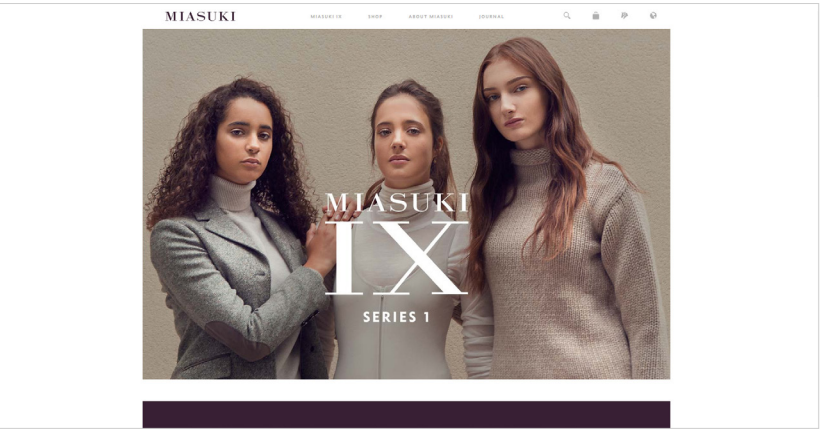 MIASUKI
MIASUKI IX SHOP ABOUT MIASUKI JOURNAL
MIASUKI
IX
SERIES 1